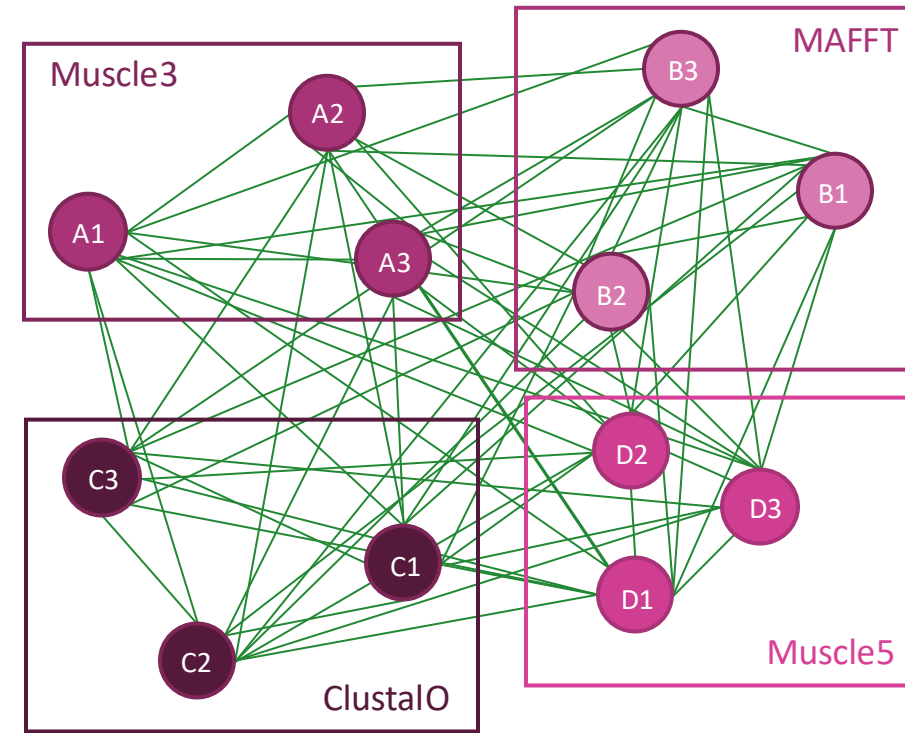 Muscle3
A2
A1
A3
MAFFT
B3
B1
B2
C3
C1
C2
ClustalO
D2
D3
D1
Muscle5